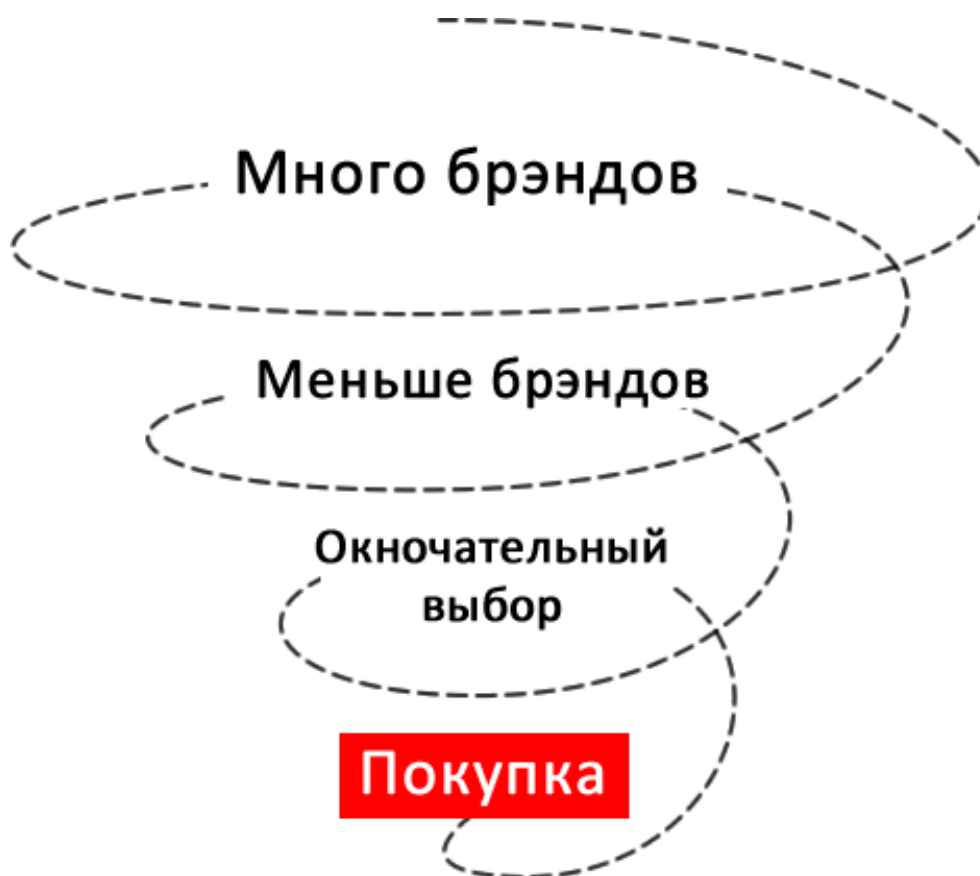 Много брэндов
Меньше брэндов
Окночательный
выбор
Покупка